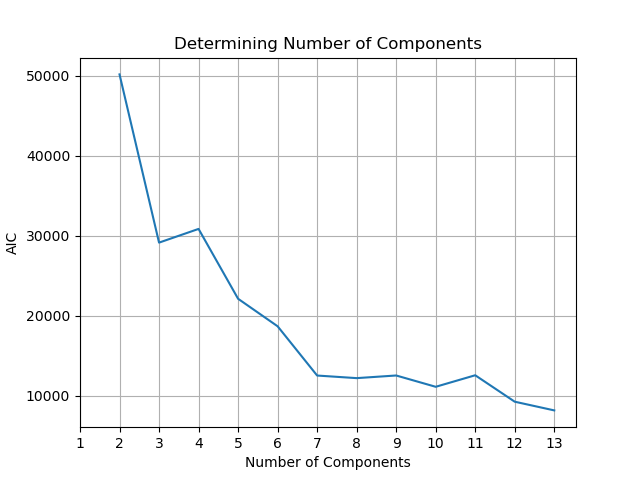 Determining Number of Components
50000
40000
30000
20000
10000
AIC
1 2 3 4 5 6 7 8 9 10 11 12 13
Number of Components